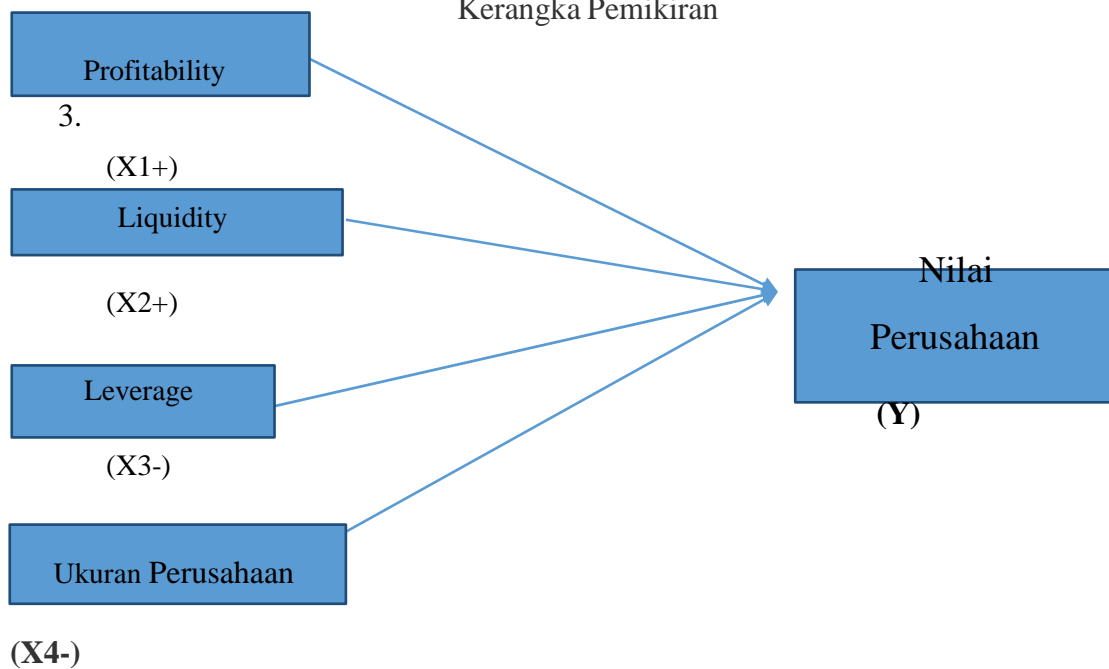 Kerangka Pemikiran
Profitability
3.
(X1+)
Liquidity
(X2+)
Leverage
(X3-)
Ukuran Perusahaan
(X4-)
Nilai
Perusahaan
(Y)